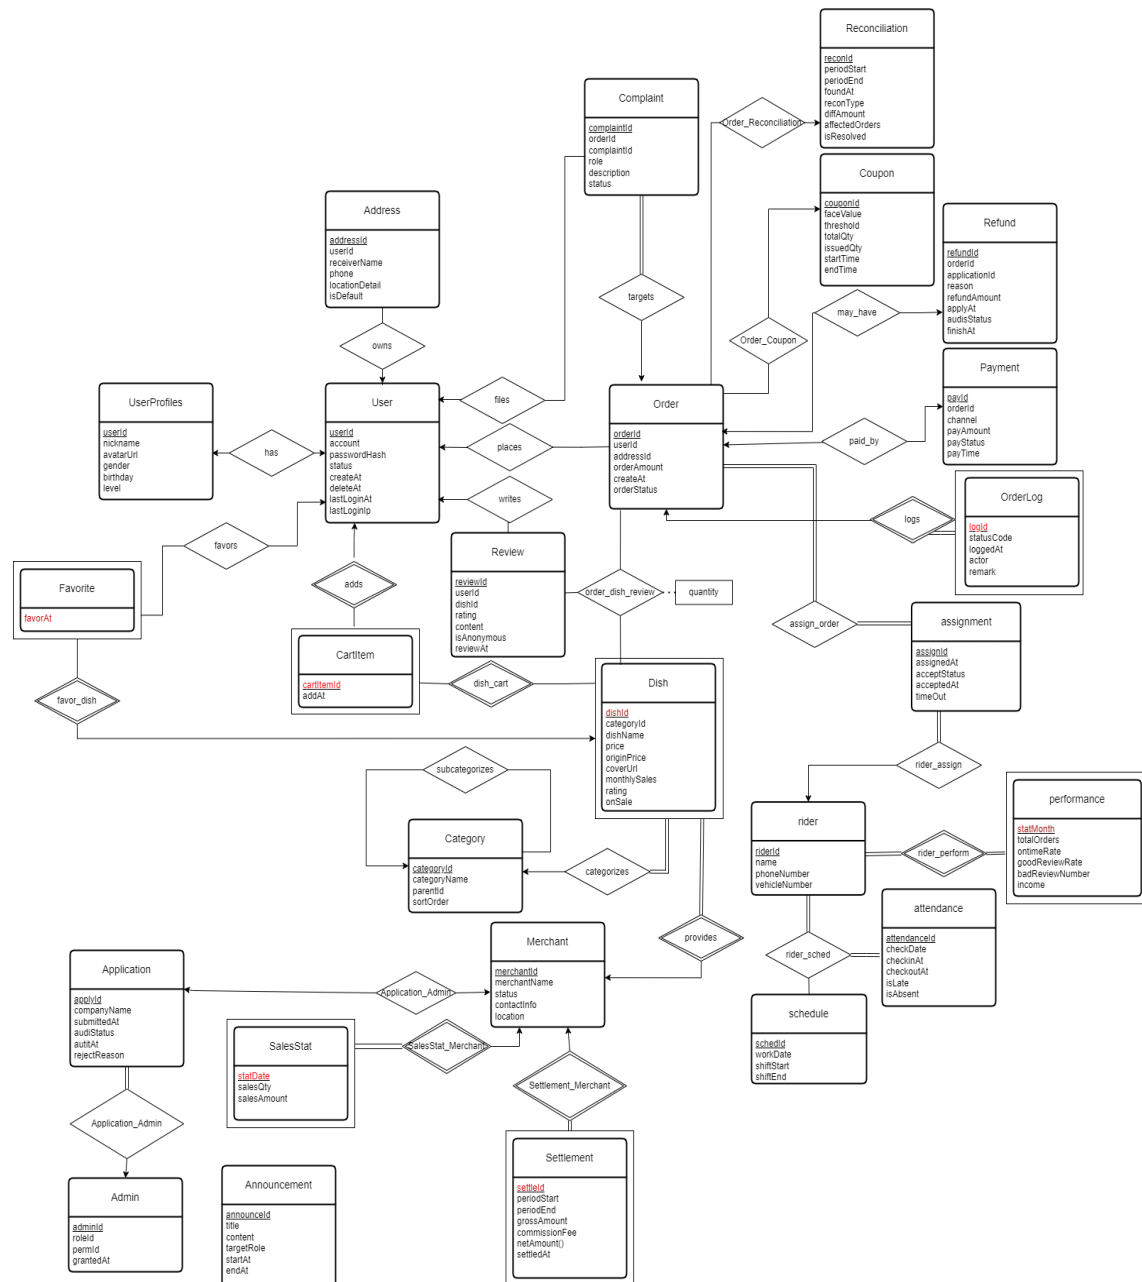 Reconciliation
reconId
periodStart
periodEnd
foundAt
reconType
diffAmount
affectedOrders
isResolved
Order_Reconciliation
Complaint
complaintId
orderId
complaintId
role
description
status
Coupon
couponId
faceValue
threshold
totalQty
issuedQty
startTime
endTime
Address
addressId
userId
receiverName
phone
locationDetail
isDefault
Refund
refundId
orderId
applicationId
reason
refundAmount
applyAt
audisStatus
finishAt
targets
may_have
owns
Order_Coupon
Payment
payId
orderId
channel
payAmount
payStatus
payTime
UserProfiles
userId
nickname
avatarUrl
gender
birthday
level
has
User
userId
account
passwordHash
status
createAt
deleteAt
lastLoginAt
lastLoginIp
files
places
writes
Order
orderId
userId
addressId
orderAmount
createAt
orderStatus
paid_by
OrderLog
logId
statusCode
loggedAt
actor
remark
logs
favors
Favorite
favorAt
adds
Review
reviewId
userId
dishId
rating
content
isAnonymous
reviewAt
order_dish_review
quantity
assign_order
assignment
assignId
assignedAt
acceptStatus
acceptedAt
timeOut
CartItem
cartItemId
addAt
dish_cart
Dish
dishId
categoryId
dishName
price
originPrice
coverUrl
monthlySales
rating
onSale
favor_dish
subcategorizes
rider_assign
Category
categoryId
categoryName
parentId
sortOrder
categorizes
rider
riderId
name
phoneNumber
vehicleNumber
rider_perform
performance
statMonth
totalOrders
ontimeRate
goodReviewRate
badReviewNumber
income
attendance
attendanceId
checkDate
checkinAt
checkoutAt
isLate
isAbsent
rider_sched
provides
Merchant
merchantId
merchantName
status
contactInfo
location
Application
applyId
companyName
submittedAt
audiStatus
autitAt
rejectReason
Application_Admin
schedule
schedId
workDate
shiftStart
shiftEnd
SalesStat
statDate
salesQty
salesAmount
SalesStat_Merchant
Settlement_Merchant
Application_Admin
Settlement
settleId
periodStart
periodEnd
grossAmount
commissionFee
netAmount()
settledAt
Admin
adminId
roleId
permId
grantedAt
Announcement
announceId
title
content
targetRole
startAt
endAt